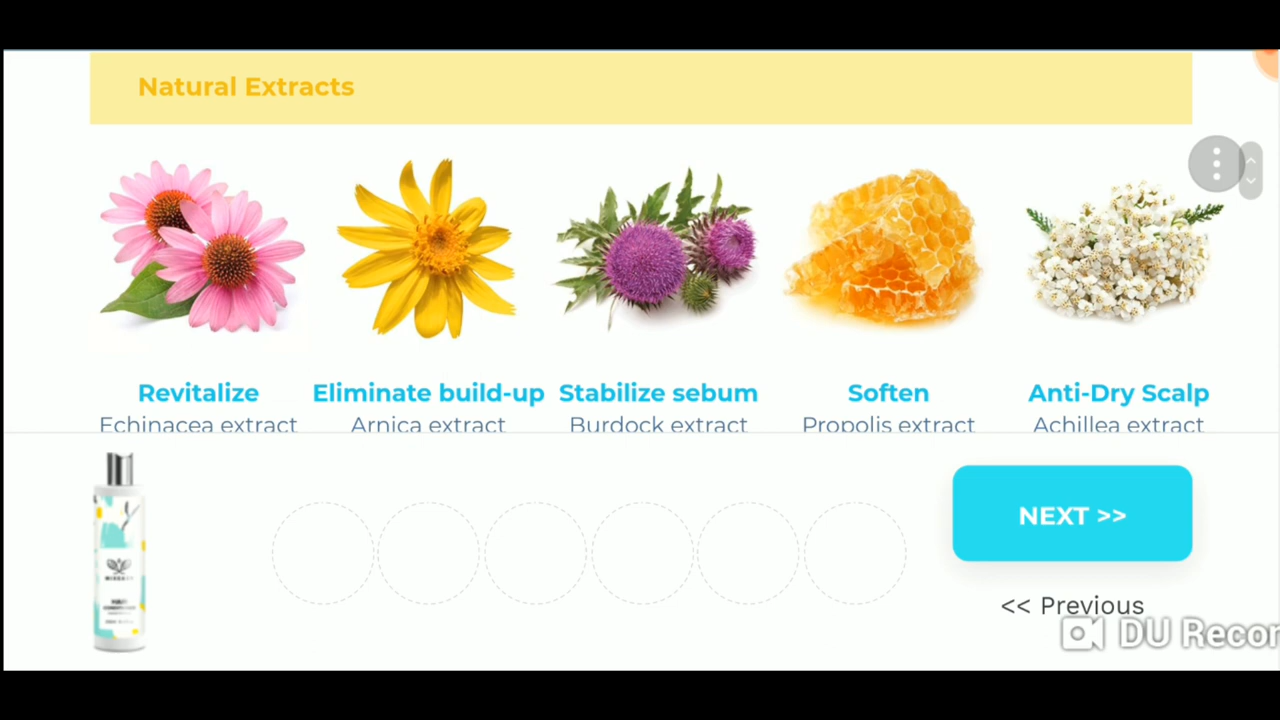 Natural Extracts
Revitalize
Echinacea extract
Eliminate build-up
Arnica extract
Stabilize sebum
Burdock extract
Soften
Propolis extract
Anti-Dry Scalp
Achillea extract
NEXT >>
<< Previous
DU Recor